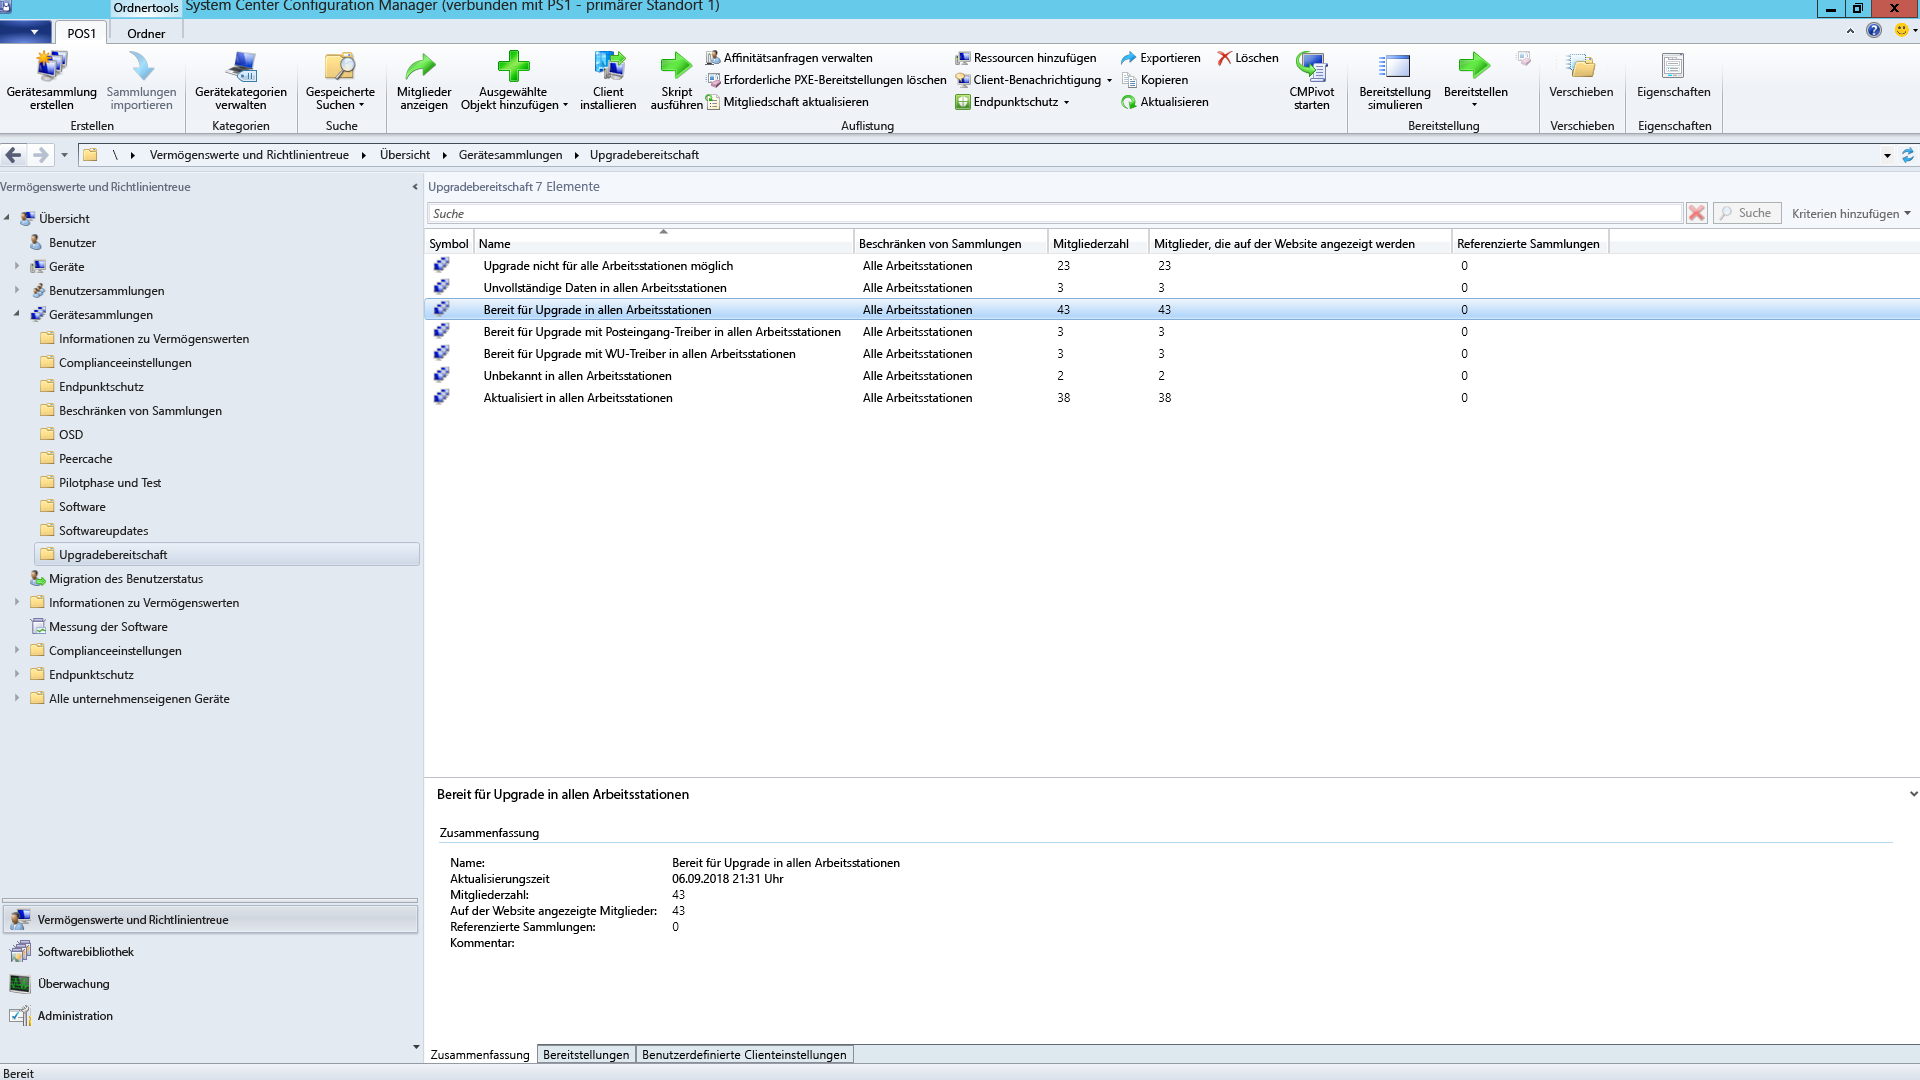 Ordnertools
System Center Configuration Manager (verbunden mit PS1 - primärer Standort 1)
POS1
Ordner
Gerätesammlung erstellen
Sammlungen importieren
Erstellen
Gerätekategorien verwalten
Kategorien
Gespeicherte Suchen
Suche
Mitglieder anzeigen
Ausgewählte Objekt hinzufügen
Client installieren
Skript ausführen
Affinitätsanfragen verwalten
Erforderliche PXE-Bereitstellungen löschen
Mitgliedschaft aktualisieren
Ressourcen hinzufügen
Client-Benachrichtigung
Endpunktschutz
Exportieren
Kopieren
Aktualisieren
Löschen
CMPivot starten
Auflistung
Bereitstellung simulieren
Bereitstellen
Bereitstellung
Verschieben
Verschieben
Eigenschaften
Eigenschaften
\ Vermögenswerte und Richtlinientreue Übersicht Gerätesammlungen Upgradebereitschaft
Vermögenswerte und Richtlinientreue
Übersicht
Benutzer
Geräte
Benutzersammlungen
Gerätesammlungen
Informationen zu Vermögenswerten
Complianceeinstellungen
Endpunktschutz
Beschränken von Sammlungen
OSD
Peercache
Pilotphase und Test
Software
Softwareupdates
Upgradebereitschaft
Migration des Benutzerstatus
Informationen zu Vermögenswerten
Messung der Software
Complianceeinstellungen
Endpunktschutz
Alle unternehmenseigenen Geräte
Vermögenswerte und Richtlinientreue
Softwarebibliothek
Überwachung
Administration
Upgradebereitschaft 7 Elemente
Suche
Suche
Kriterien hinzufügen
Symbol Name Beschränken von Sammlungen Mitgliederzahl Mitglieder, die auf der Website angezeigt werden Referenzierte Sammlungen
Upgrade nicht für alle Arbeitsstationen möglich Alle Arbeitsstationen 23 23 0
Unvollständige Daten in allen Arbeitsstationen Alle Arbeitsstationen 3 3 0
Bereit für Upgrade in allen Arbeitsstationen Alle Arbeitsstationen 43 43 0
Bereit für Upgrade mit Posteingang-Treiber in allen Arbeitsstationen Alle Arbeitsstationen 3 3 0
Bereit für Upgrade mit WU-Treiber in allen Arbeitsstationen Alle Arbeitsstationen 3 3 0
Unbekannt in allen Arbeitsstationen Alle Arbeitsstationen 2 2 0
Aktualisiert in allen Arbeitsstationen Alle Arbeitsstationen 38 38 0
Bereit für Upgrade in allen Arbeitsstationen
Zusammenfassung
Name: Bereit für Upgrade in allen Arbeitsstationen
Aktualisierungszeit 06.09.2018 21:31 Uhr
Mitgliederzahl: 43
Auf der Website angezeigte Mitglieder: 43
Referenzierte Sammlungen: 0
Kommentar:
Zusammenfassung Bereitstellungen Benutzerdefinierte Clienteinstellungen
Bereit